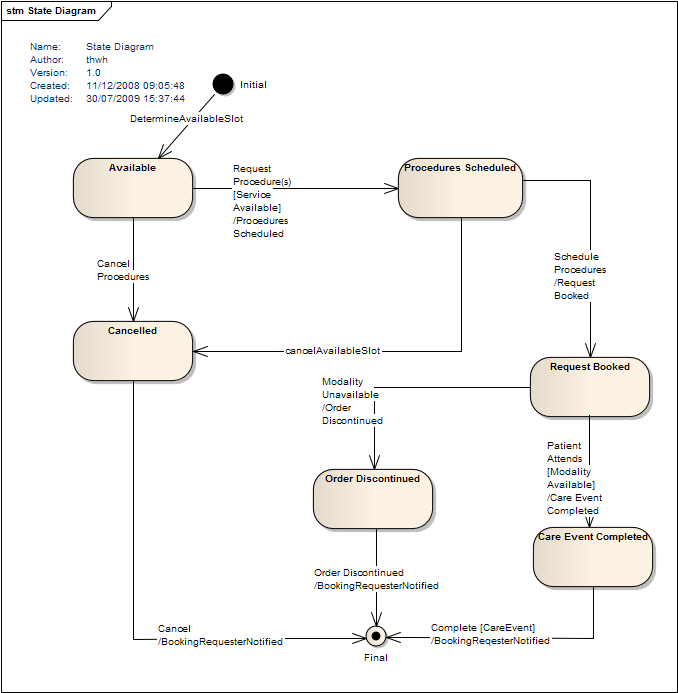 stm State Diagram
Name: State Diagram
Author: thwh
Version: 1.0
Created: 11/12/2008 09:05:48
Updated: 30/07/2009 15:37:44
Initial
DetermineAvailableSlot
Available
Request
Procedure(s)
[Service
Available]
/Procedures
Scheduled
Procedures Scheduled
Cancel
Procedures
Schedule
Procedures
/Request
Booked
Cancelled
cancelAvailableSlot
Request Booked
Modality
Unavailable
/Order
Discontinued
Patient
Attends
[Modality
Available]
/Care Event
Completed
Order Discontinued
Care Event Completed
Order Discontinued
/BookingRequesterNotified
Cancel
/BookingRequesterNotified
Complete [CareEvent]
/BookingReqesterNotified
Final